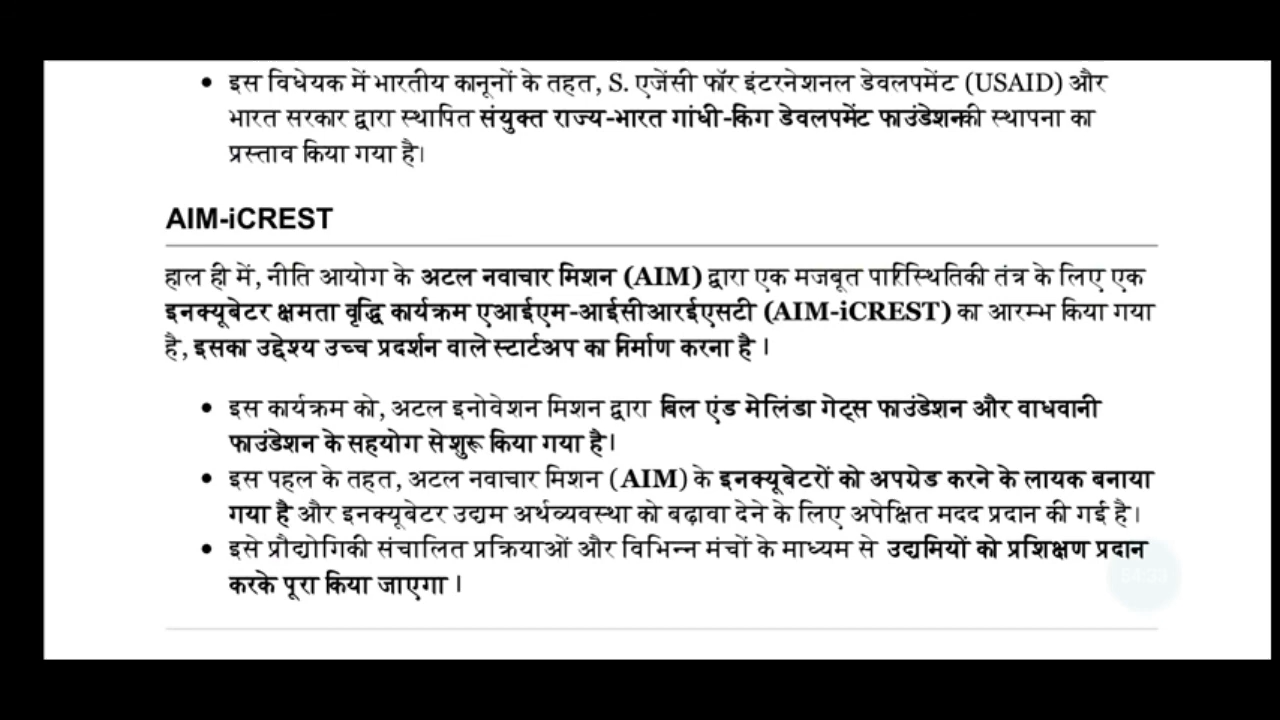 इस विधेयक में भारतीय कानूनों के तहत, S. एजेंसी फॉर इंटरनेशनल डेवलपमेंट (USAID) और
भारत सरकार द्वारा स्थापित संयुक्त राज्य-भारत गांधी-किंग डेवलपमेंट फाउंडेशनकी स्थापना का
प्रस्ताव किया गया है।
AIM-iCREST
हाल ही में, नीति आयोग के अटल नवाचार मिशन (AIM) द्वारा एक मजबूत पारिस्थितिकी तंत्र के लिए एक
इनक्यूबेटर क्षमता वृद्धि कार्यक्रम एआईएम-आईसीआरईएसटी (AIM-iCREST) का आरम्भ किया गया
है, इसका उद्देश्य उच्च प्रदर्शन वाले स्टार्टअप का निर्माण करना है ।
इस कार्यक्रम को, अटल इनोवेशन मिशन द्वारा बिल एंड मेलिंडा गेट्स फाउंडेशन और वाधवानी
फाउंडेशन के सहयोग से शुरू किया गया है।
इस पहल के तहत, अटल नवाचार मिशन (AIM) के इनक्यूबेटरों को अपग्रेड करने के लायक बनाया
गया है और इनक्यूबेटर उद्यम अर्थव्यवस्था को बढ़ावा देने के लिए अपेक्षित मदद प्रदान की गई है।
इसे प्रौद्योगिकी संचालित प्रक्रियाओं और विभिन्न मंचों के माध्यम से उद्यमियों को प्रशिक्षण प्रदान
करके पूरा किया जाएगा ।
54:33